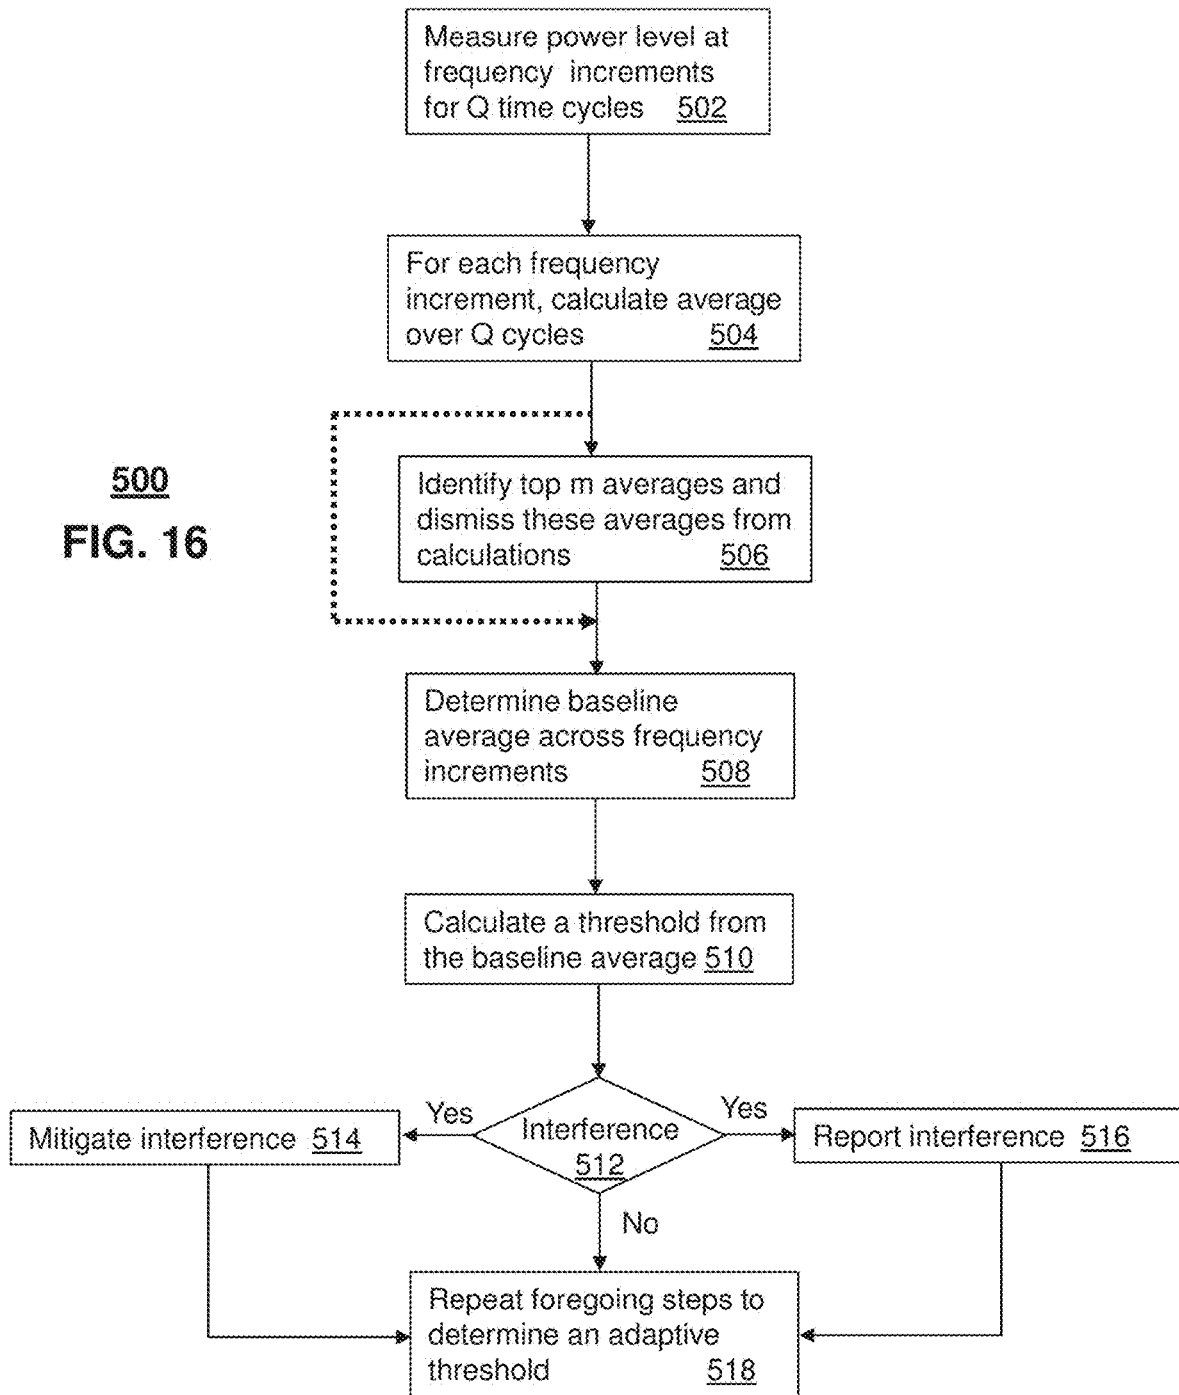 Measure power level at
frequency increments
for Q time cycles 502
For each frequency
increment, calculate average
over Q cycles 504
500
FIG. 16
Identify top m averages and
dismiss these averages from
calculations 506
Determine baseline
average across frequency
increments 508
Calculate a threshold from
the baseline average 510
Yes
Yes
Mitigate interference 514
Interference
512
Report interference 516
No
Repeat foregoing steps to
determine an adaptive
threshold 518